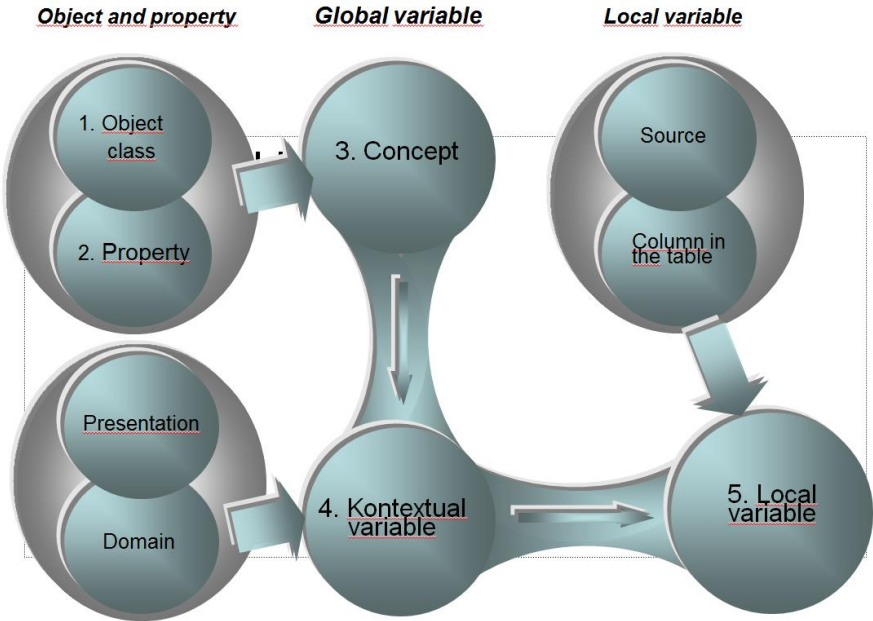 Object and property
Global variable
Local variable
1. Object
class
2. Property
3. Concept
Source
Column in
the table
Presentation
Domain
4. Kontextual
variable
5. Local
variable